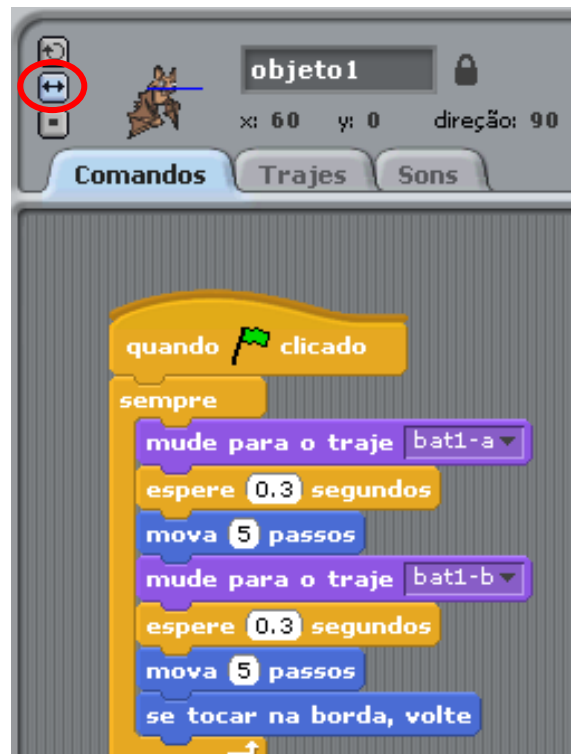 objeto1
x: 60 y: 0 direção: 90
Comandos Trajes Sons
quando clicado
sempre
mude para o traje bat1-a
espere 0.3 segundos
mova 5 passos
mude para o traje bat1-b
espere 0.3 segundos
mova 5 passos
se tocar na borda, volte